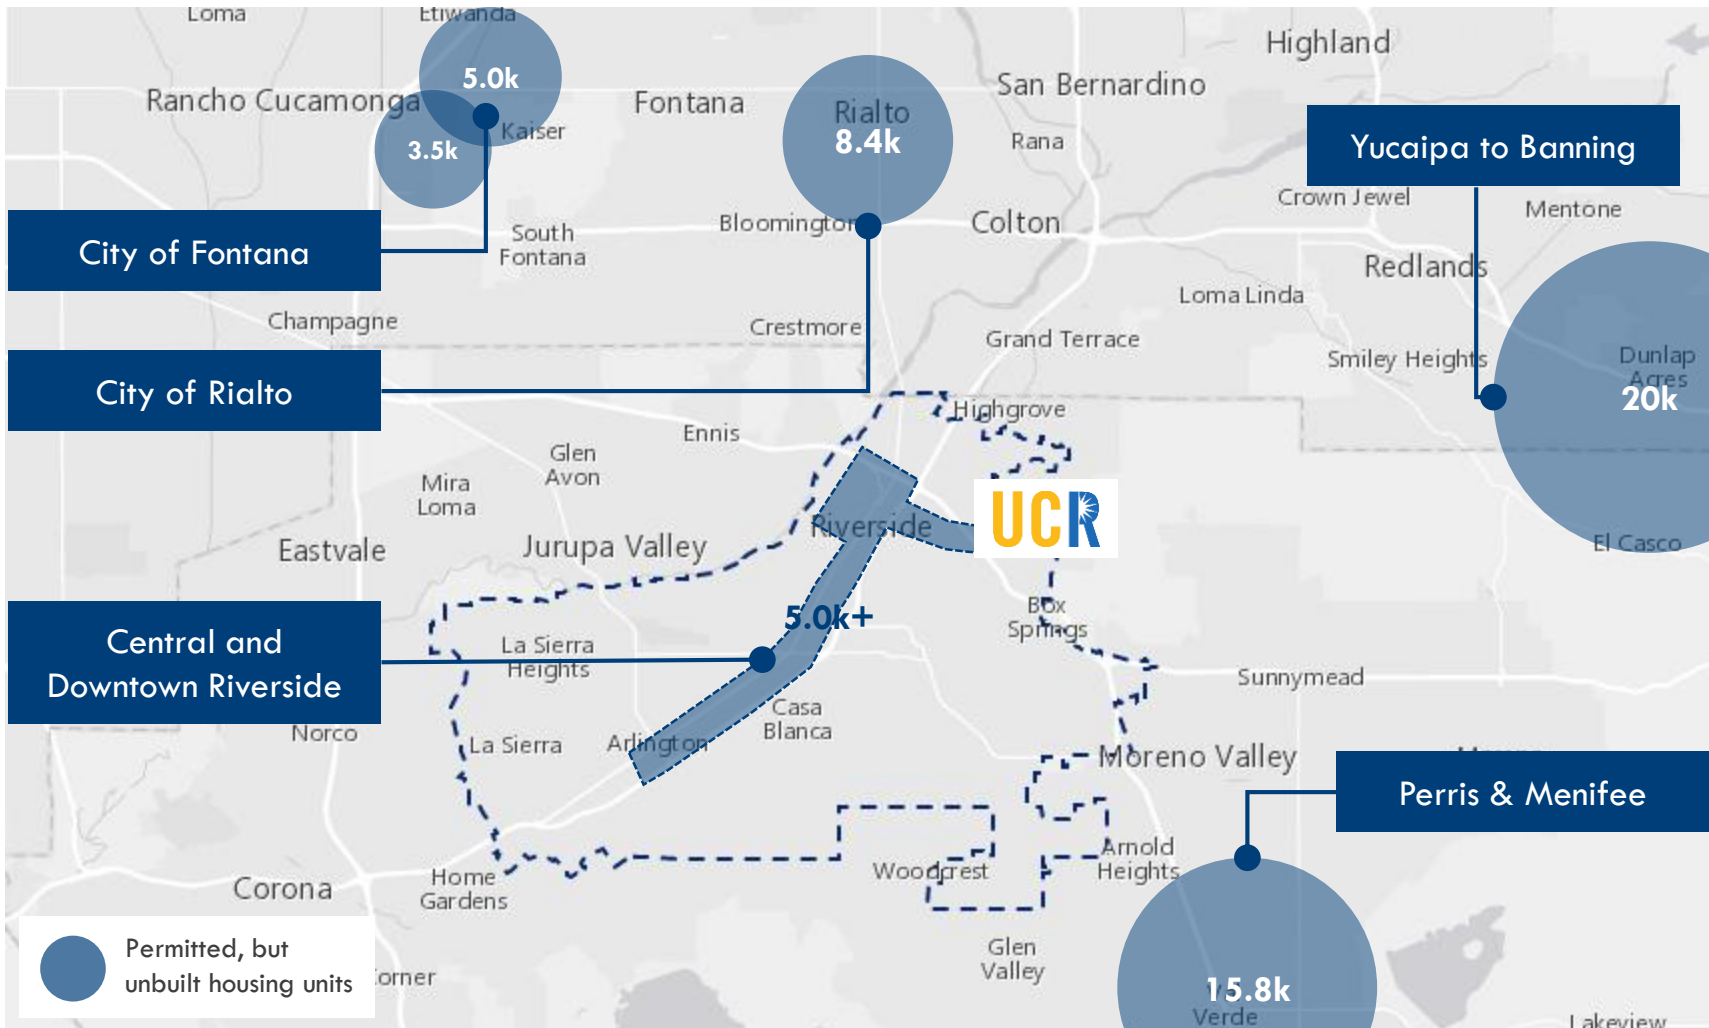 Loma
Etiwanda
Highland
5.0k
San Bernardino
Rancho Cucamonga
Fontana
Rialto
Kaiser
3.5k
8.4k
Rana
Yucaipa to Banning
Crown Jewel
Mentone
Bloomington
Colton
South
Fontana
City of Fontana
Redlands
Loma Linda
Champagne
Crestmore
Grand Terrace
Smiley Heights
Dunlap
Acres
20k
City of Rialto
Highgrove
Ennis
Glen
Avon
Mira
Loma
UCR
Riverside
Eastvale
Jurupa Valley
El Casco
5.0k+
Box
Springs
Central and
Downtown Riverside
La Sierra
Heights
Sunnymead
Casa
Blanca
Norco
La Sierra
Arlington
Moreno Valley
Perris & Menifee
Arnold
Heights
Woodcrest
Corona
Home
Gardens
Glen
Valley
Permitted, but
unbuilt housing units
orner
15.8k
Verde
Lakeview